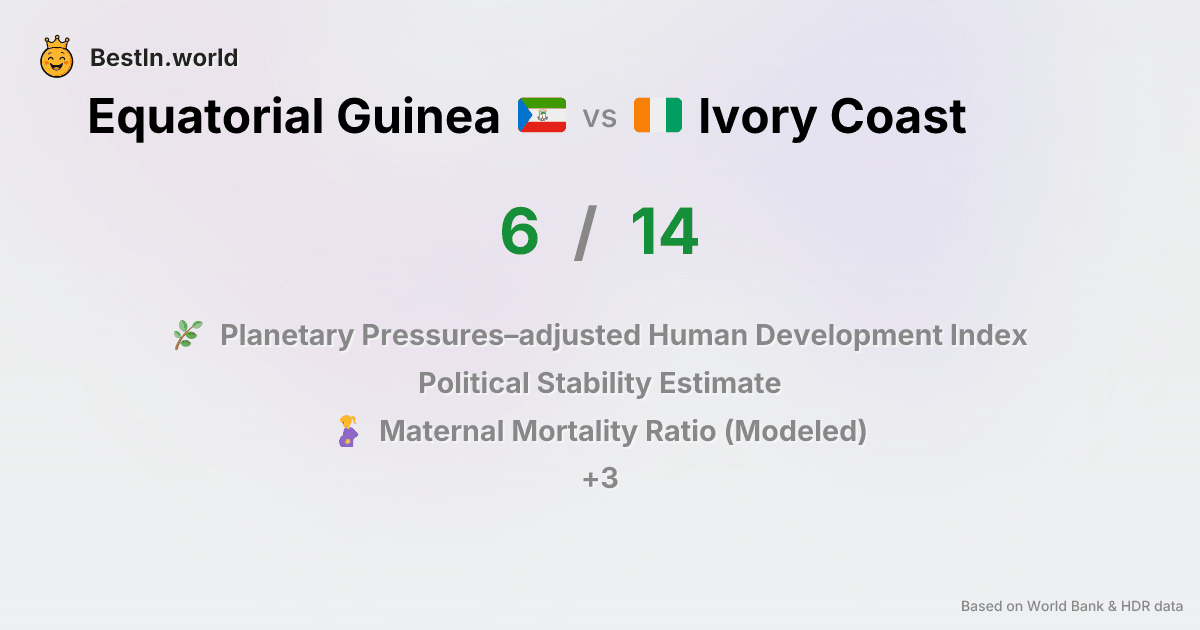 BestIn.world
Equatorial Guinea vs Ivory Coast
6 / 14
Planetary Pressures–adjusted Human Development Index
Political Stability Estimate
Maternal Mortality Ratio (Modeled)
+3
Based on World Bank & HDR data